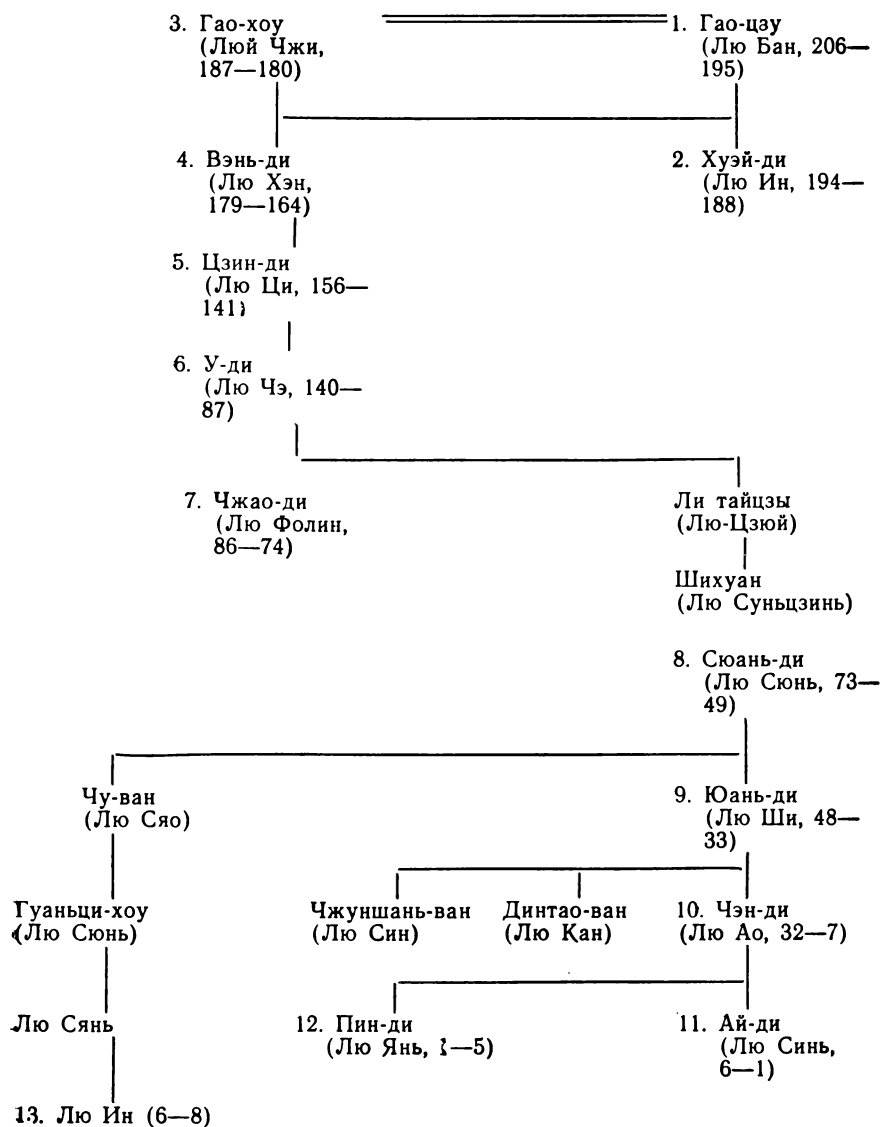 3. Гао-хоу
(Люй Чжи,
187—180)
1. Гао-цзу
(Лю Бан, 206—
195)
4. Вэнь-ди
(Лю Хэн,
179—164)
2. Хуэй-ди
(Лю Ин, 194—
188)
5. Цзин-ди
(Лю Ци, 156—
141)
6. У-ди
(Лю Чэ, 140—
87)
7. Чжао-ди
(Лю Фолин,
86—74)
Ли тайцзы
(Лю-Цзюй)
Шихуан
(Лю Суньцзинь)
8. Сюань-ди
(Лю Сюнь, 73—
49)
Чу-ван
(Лю Сяо)
9. Юань-ди
(Лю Ши, 48—
33)
Гуаньци-хоу
(Лю Сюнь)
Чжуншань-ван
(Лю Син)
Динтао-ван
(Лю Кан)
10. Чэн-ди
(Лю Ао, 32—7)
Лю Сянь
12. Пин-ди
(Лю Янь, 1—5)
11. Ай-ди
(Лю Синь,
6—1)
13. Лю Ин (6—8)